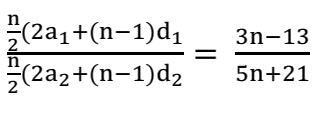 n/2(2a₁+(n−1)d₁ / n/2(2a₂+(n−1)d₂ = 3n−13 / 5n+21